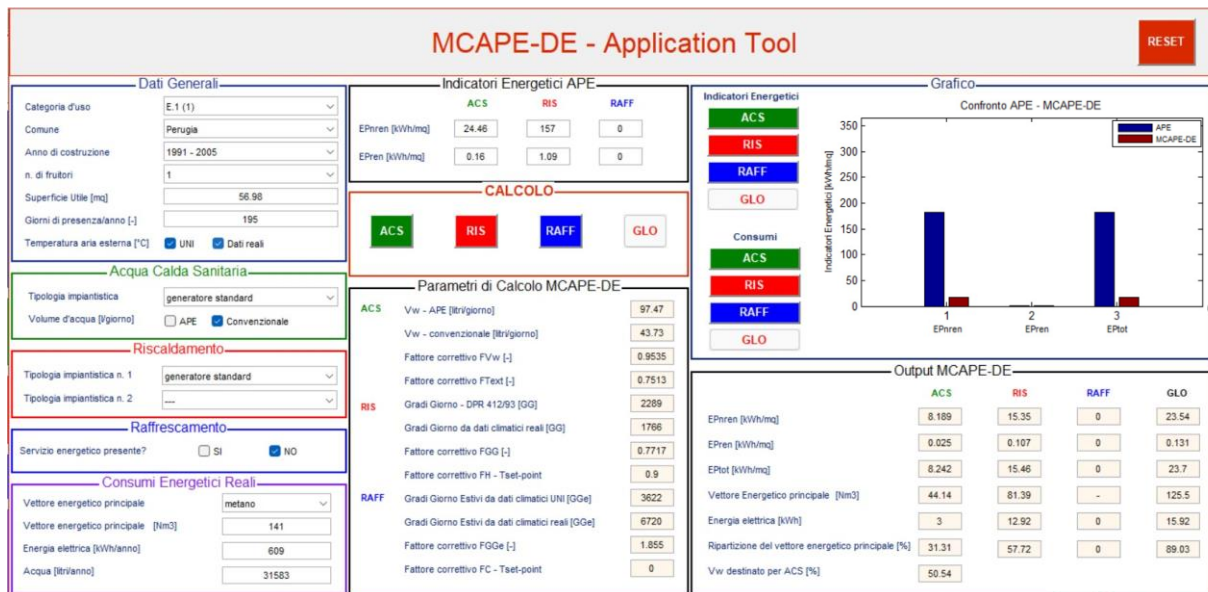 MCAPE-DE - Application Tool
RESET
Dati Generali
Categoria d'uso E.1 (1)
Comune Perugia
Anno di costruzione 1991 - 2005
n. di fruitori 1
Superficie Utile [mq] 56.98
Giorni di presenza/anno [-] 195
Temperatura aria esterna [°C] UNI Dati reali
Acqua Calda Sanitaria
Tipologia impiantistica generatore standard
Volume d'acqua [l/giorno] APE Convenzionale
Riscaldamento
Tipologia impiantistica n. 1 generatore standard
Tipologia impiantistica n. 2 ---
Raffrescamento
Servizio energetico presente? SI NO
Consumi Energetici Reali
Vettore energetico principale metano
Vettore energetico principale [Nm3] 141
Energia elettrica [kWh/anno] 609
Acqua [litri/anno] 31583
Indicatori Energetici APE
ACS RIS RAFF
EPnren [kWh/mq] 24.46 157 0
EPren [kWh/mq] 0.16 1.09 0
CALCOLO
ACS RIS RAFF GLO
Parametri di Calcolo MCAPE-DE
ACS Vw - APE [litri/giorno] 97.47
Vw - convenzionale [litri/giorno] 43.73
Fattore correttivo FVw [-] 0.9535
Fattore correttivo FText [-] 0.7513
RIS Gradi Giorno - DPR 412/93 [GG] 2289
Gradi Giorno da dati climatici reali [GG] 1766
Fattore correttivo FGG [-] 0.7717
Fattore correttivo FH - Tset-point 0.9
RAFF Gradi Giorno Estivi da dati climatici UNI [GGe] 3622
Gradi Giorno Estivi da dati climatici reali [GGe] 6720
Fattore correttivo FGGe [-] 1.855
Fattore correttivo FC - Tset-point 0
Grafico
Indicatori Energetici
ACS
RIS
RAFF
GLO
Consumi
ACS
RIS
RAFF
GLO
Confronto APE - MCAPE-DE
APE
MCAPE-DE
Indicatori Energetici [kWh/mq]
350
300
250
200
150
100
50
0
1 2 3
EPnren EPren EPtot
Output MCAPE-DE
ACS RIS RAFF GLO
EPnren [kWh/mq] 8.189 15.35 0 23.54
EPren [kWh/mq] 0.025 0.107 0 0.131
EPtot [kWh/mq] 8.242 15.46 0 23.7
Vettore Energetico principale [Nm3] 44.14 81.39 - 125.5
Energia elettrica [kWh] 3 12.92 0 15.92
Ripartizione del vettore energetico principale [%] 31.31 57.72 0 89.03
Vw destinato per ACS [%] 50.54